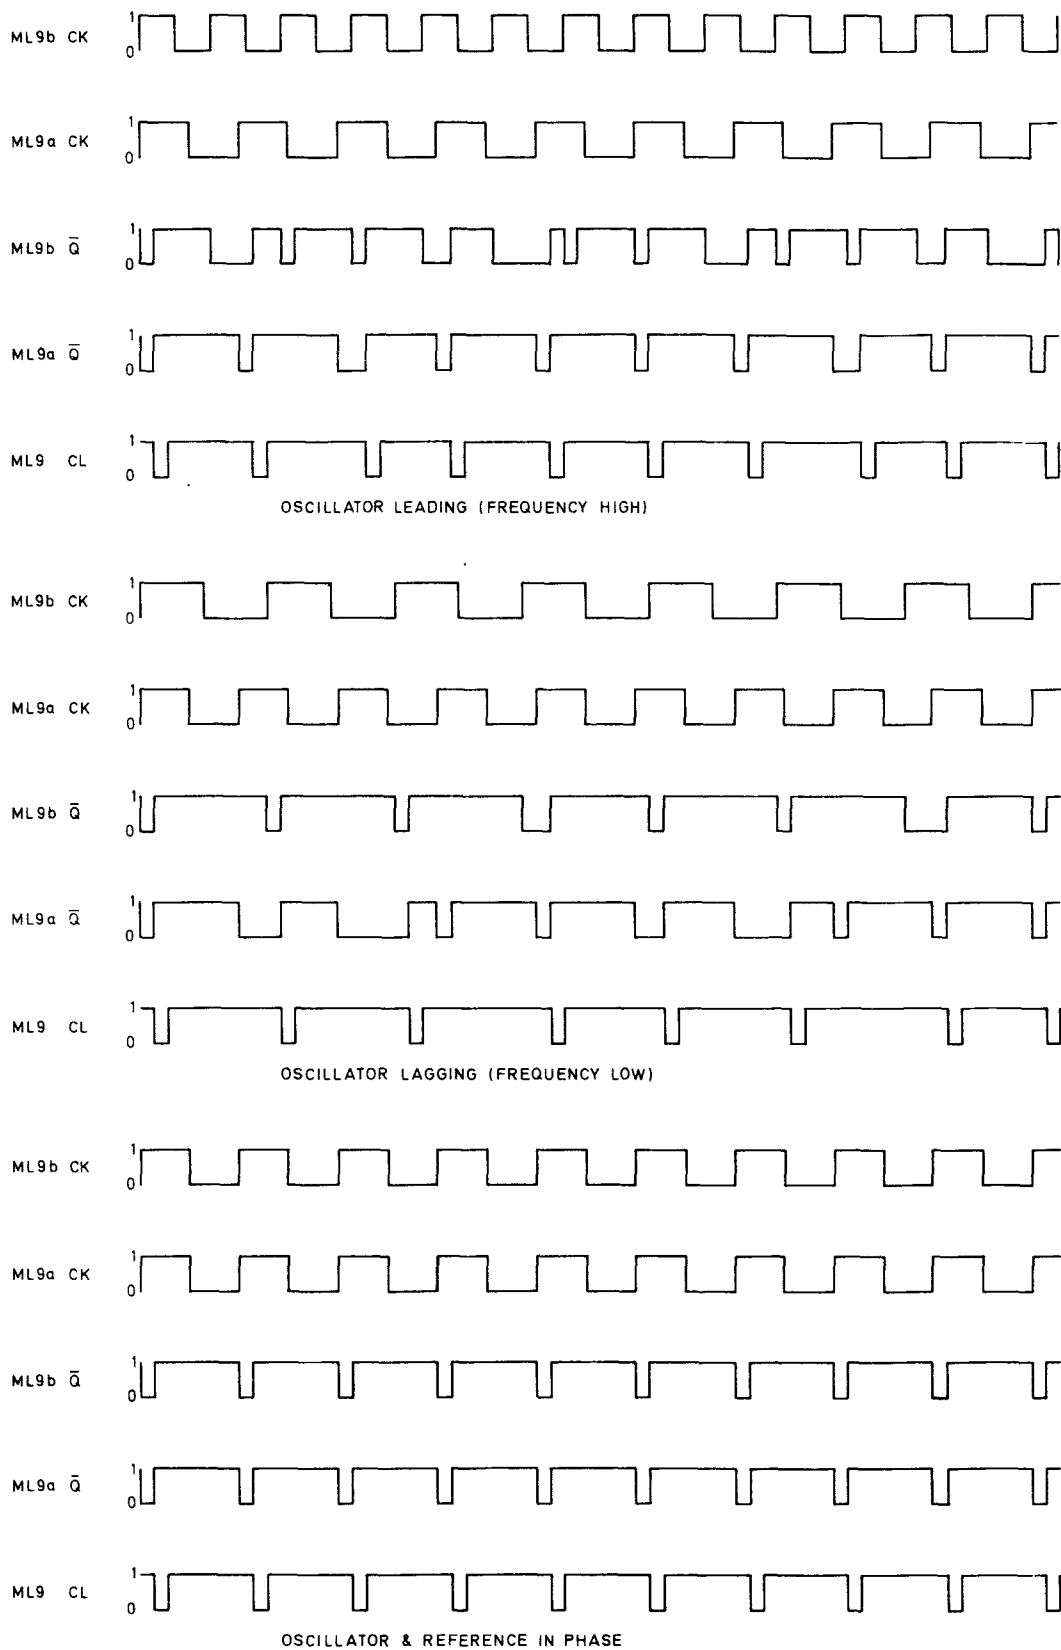 ML9b CK 1 0
ML9a CK 1 0
ML9b Q̅ 1 0
ML9a Q̅ 1 0
ML9 CL 1 0
OSCILLATOR LEADING (FREQUENCY HIGH)
ML9b CK 1 0
ML9a CK 1 0
ML9b Q̅ 1 0
ML9a Q̅ 1 0
ML9 CL 1 0
OSCILLATOR LAGGING (FREQUENCY LOW)
ML9b CK 1 0
ML9a CK 1 0
ML9b Q̅ 1 0
ML9a Q̅ 1 0
ML9 CL 1 0
OSCILLATOR & REFERENCE IN PHASE